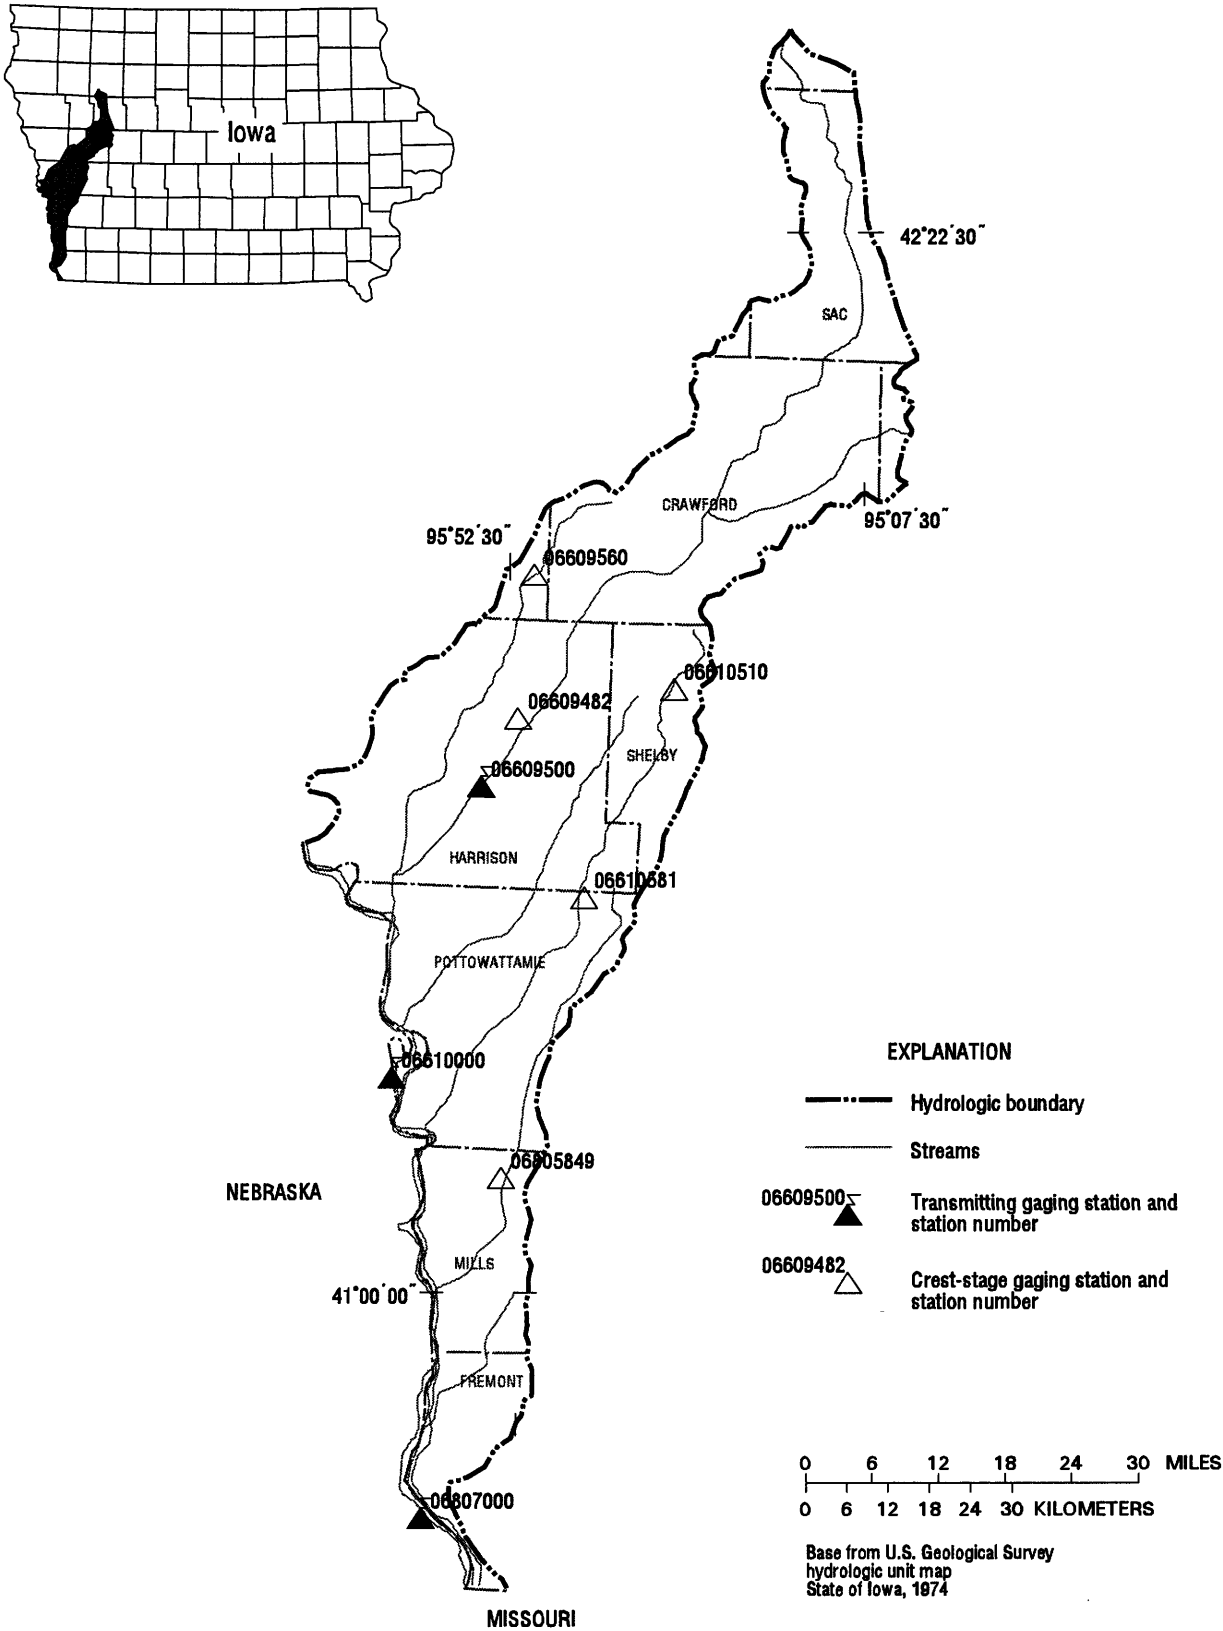 Iowa
42°22'30"
SAC
CRAWFORD
95°07'30"
95°52'30"
06609560
06610510
06609482
SHELBY
06609500
HARRISON
06610581
POTTOWATTAMIE
EXPLANATION
06610000
Hydrologic boundary
Streams
06805849
NEBRASKA
06609500
Transmitting gaging station and
station number
MILLS
06609482
Crest-stage gaging station and
station number
41°00'00"
FREMONT
0 6 12 18 24 30 MILES
0 6 12 18 24 30 KILOMETERS
06807000
Base from U.S. Geological Survey
hydrologic unit map
State of Iowa, 1974
MISSOURI